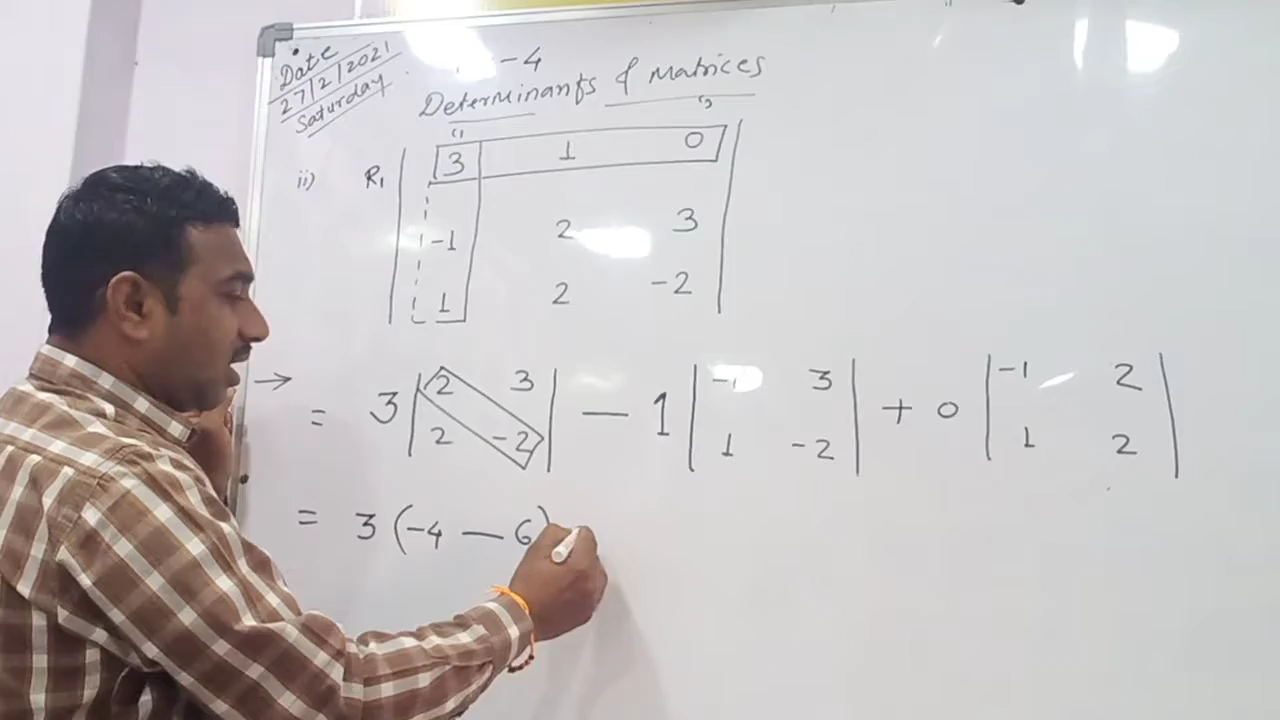 Date
27/2/2021
Saturday
-4
Determinants & Matrices
ii) R₁ | 3 1 0 |
| -1 2 3 |
| 1 2 -2 |
→ = 3 | 2 3 | — 1 | -1 3 | + 0 | -1 2 |
| 2 -2 | | 1 -2 | | 1 2 |
= 3 (-4 — 6)